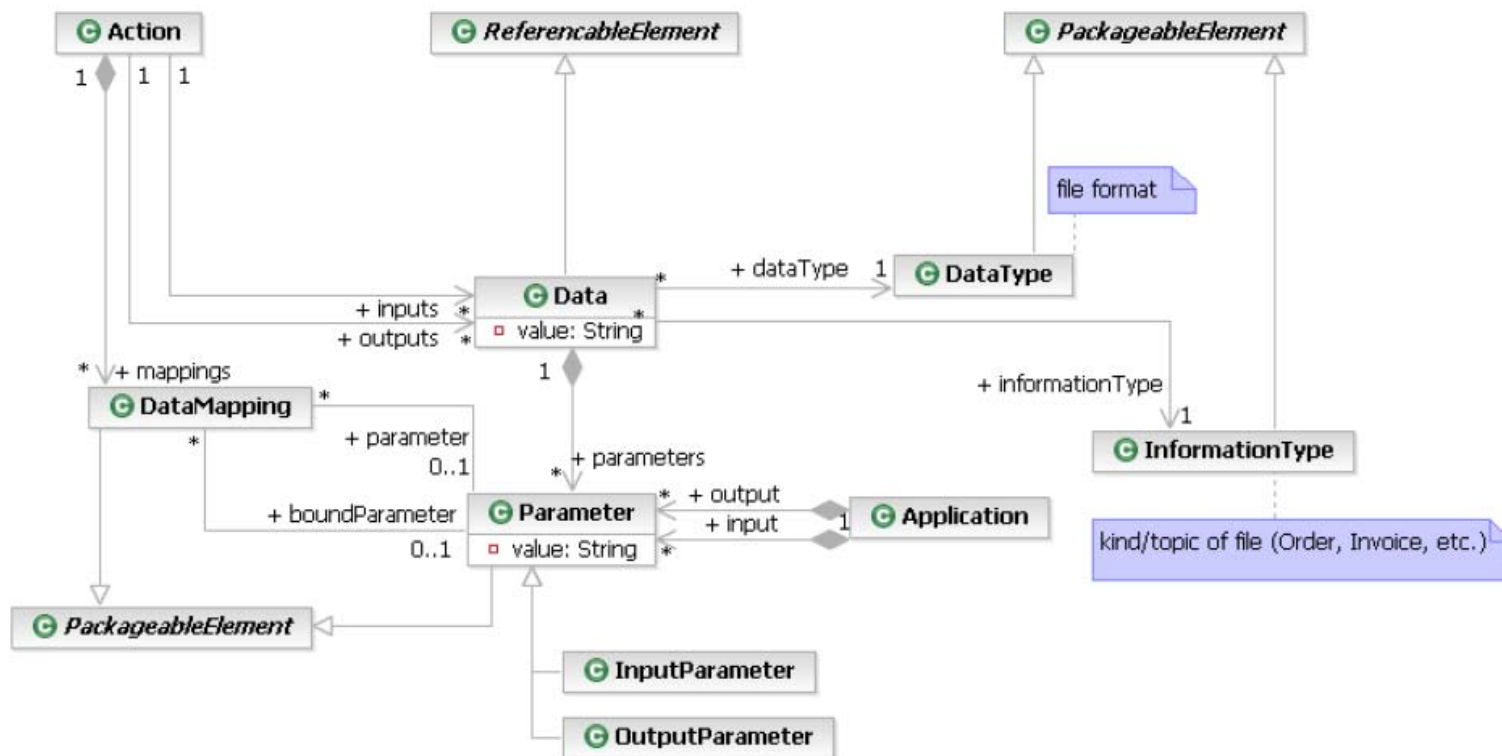 Action
ReferencableElement
PackageableElement
1
1
1
file format
+ dataType
1
*
DataType
Data
+ inputs
*
*
value: String
+ outputs
*
1
+ informationType
1
* + mappings
DataMapping
*
*
+ parameter
0..1
+ parameters
*
InformationType
+ boundParameter
0..1
Parameter
value: String
*
+ output
+ input
*
1
Application
kind/topic of file (Order, Invoice, etc.)
PackageableElement
InputParameter
OutputParameter